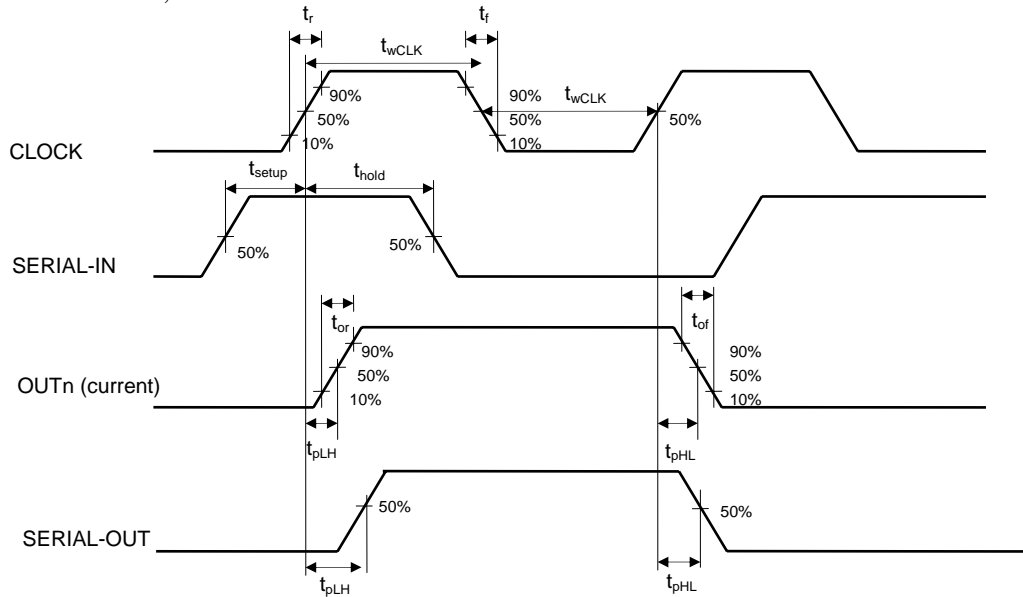 tr
tf
twCLK
90%
50%
10%
90%
50%
10%
twCLK
50%
CLOCK
tsetup
thold
50%
50%
SERIAL-IN
tor
90%
50%
10%
tof
90%
50%
10%
OUTn (current)
tpLH
tpHL
50%
50%
SERIAL-OUT
tpLH
tpHL